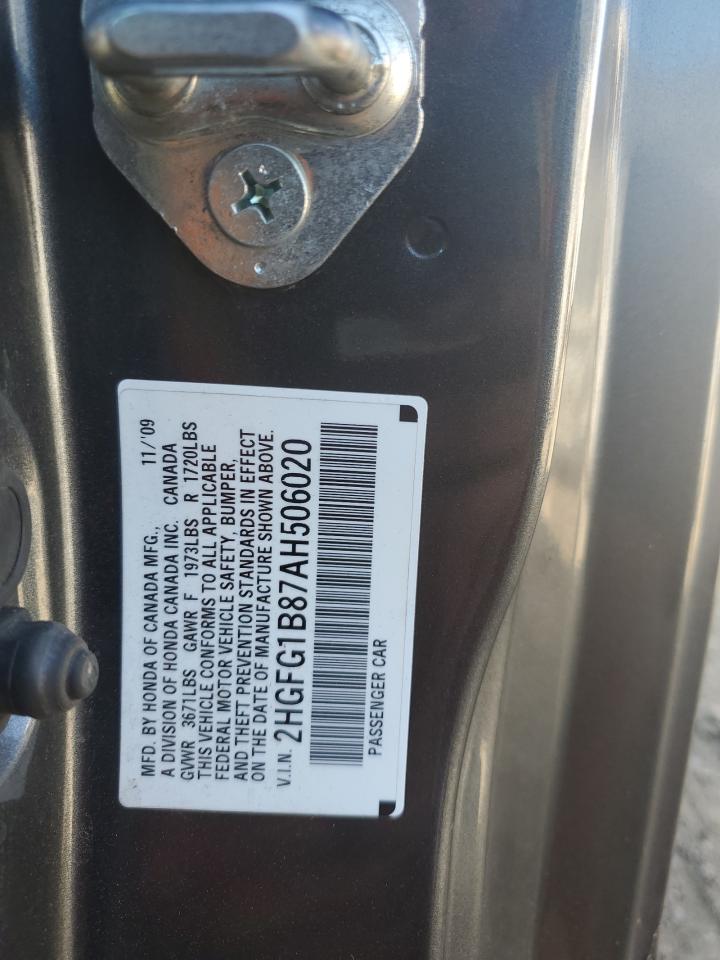 MFD. BY HONDA OF CANADA MFG., 11/'09
A DIVISION OF HONDA CANADA INC. CANADA
GVWR 3671LBS GAWR F 1973LBS R 1720LBS
THIS VEHICLE CONFORMS TO ALL APPLICABLE
FEDERAL MOTOR VEHICLE SAFETY, BUMPER,
AND THEFT PREVENTION STANDARDS IN EFFECT
ON THE DATE OF MANUFACTURE SHOWN ABOVE.
V.I.N. 2HGFG1B87AH506020
PASSENGER CAR